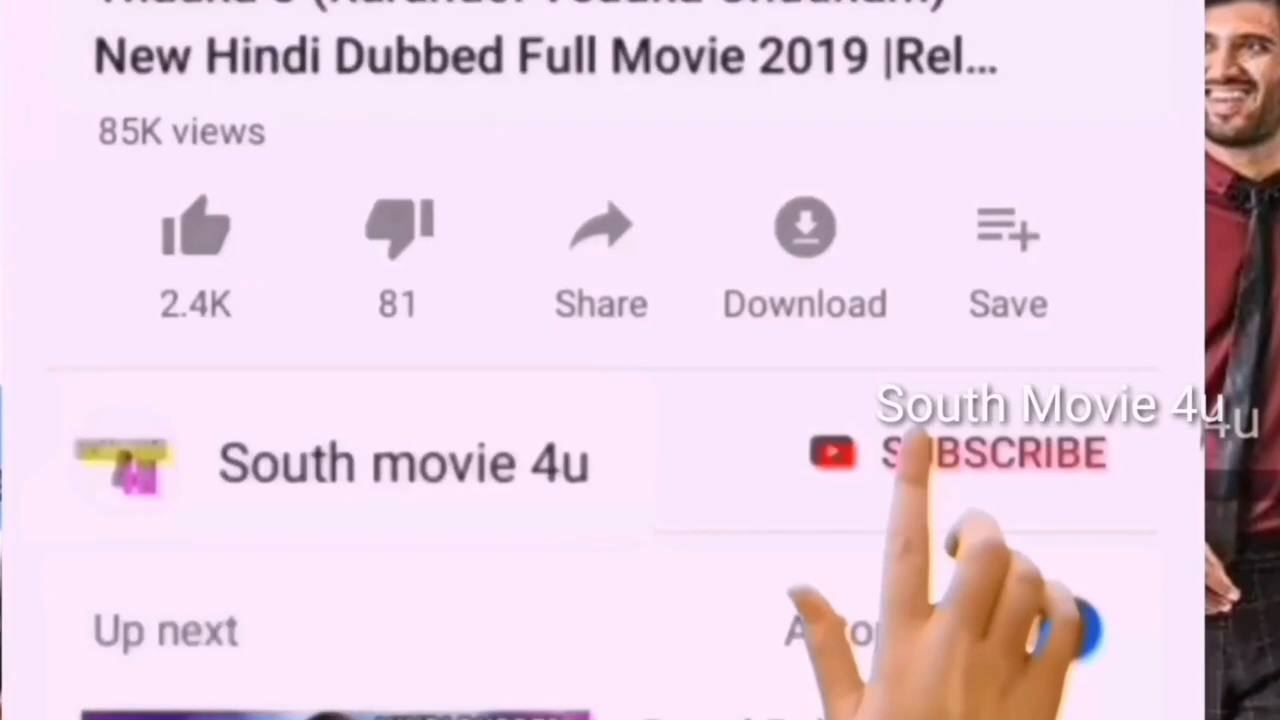 New Hindi Dubbed Full Movie 2019 |Rel...
85K views
2.4K
81
Share
Download
Save
South Movie 4u
4u
South movie 4u
SUBSCRIBE
Up next